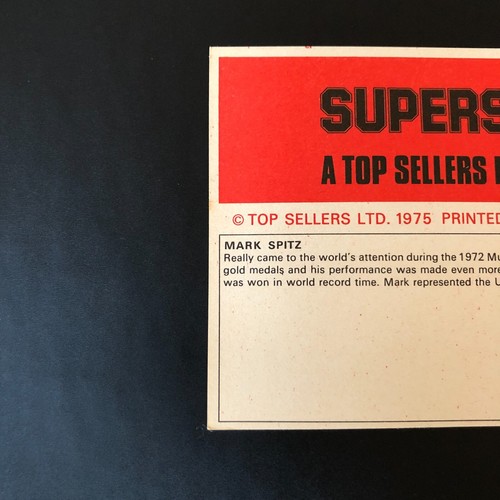 SUPERS
A TOP SELLERS
© TOP SELLERS LTD. 1975 PRINTED
MARK SPITZ
Really came to the world's attention during the 1972 Mu
gold medals and his performance was made even more
was won in world record time. Mark represented the U